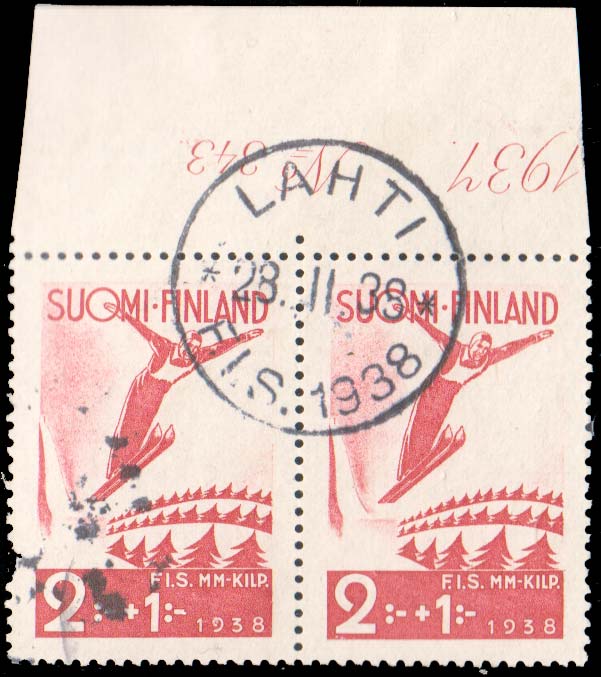 1937. № 343.
LAHTI
* 28. II. 38 *
F.I.S. 1938
SUOMI·FINLAND
F.I.S. MM-KILP.
2:- +1:- 1938
SUOMI·FINLAND
F.I.S. MM-KILP.
2:- +1:- 1938